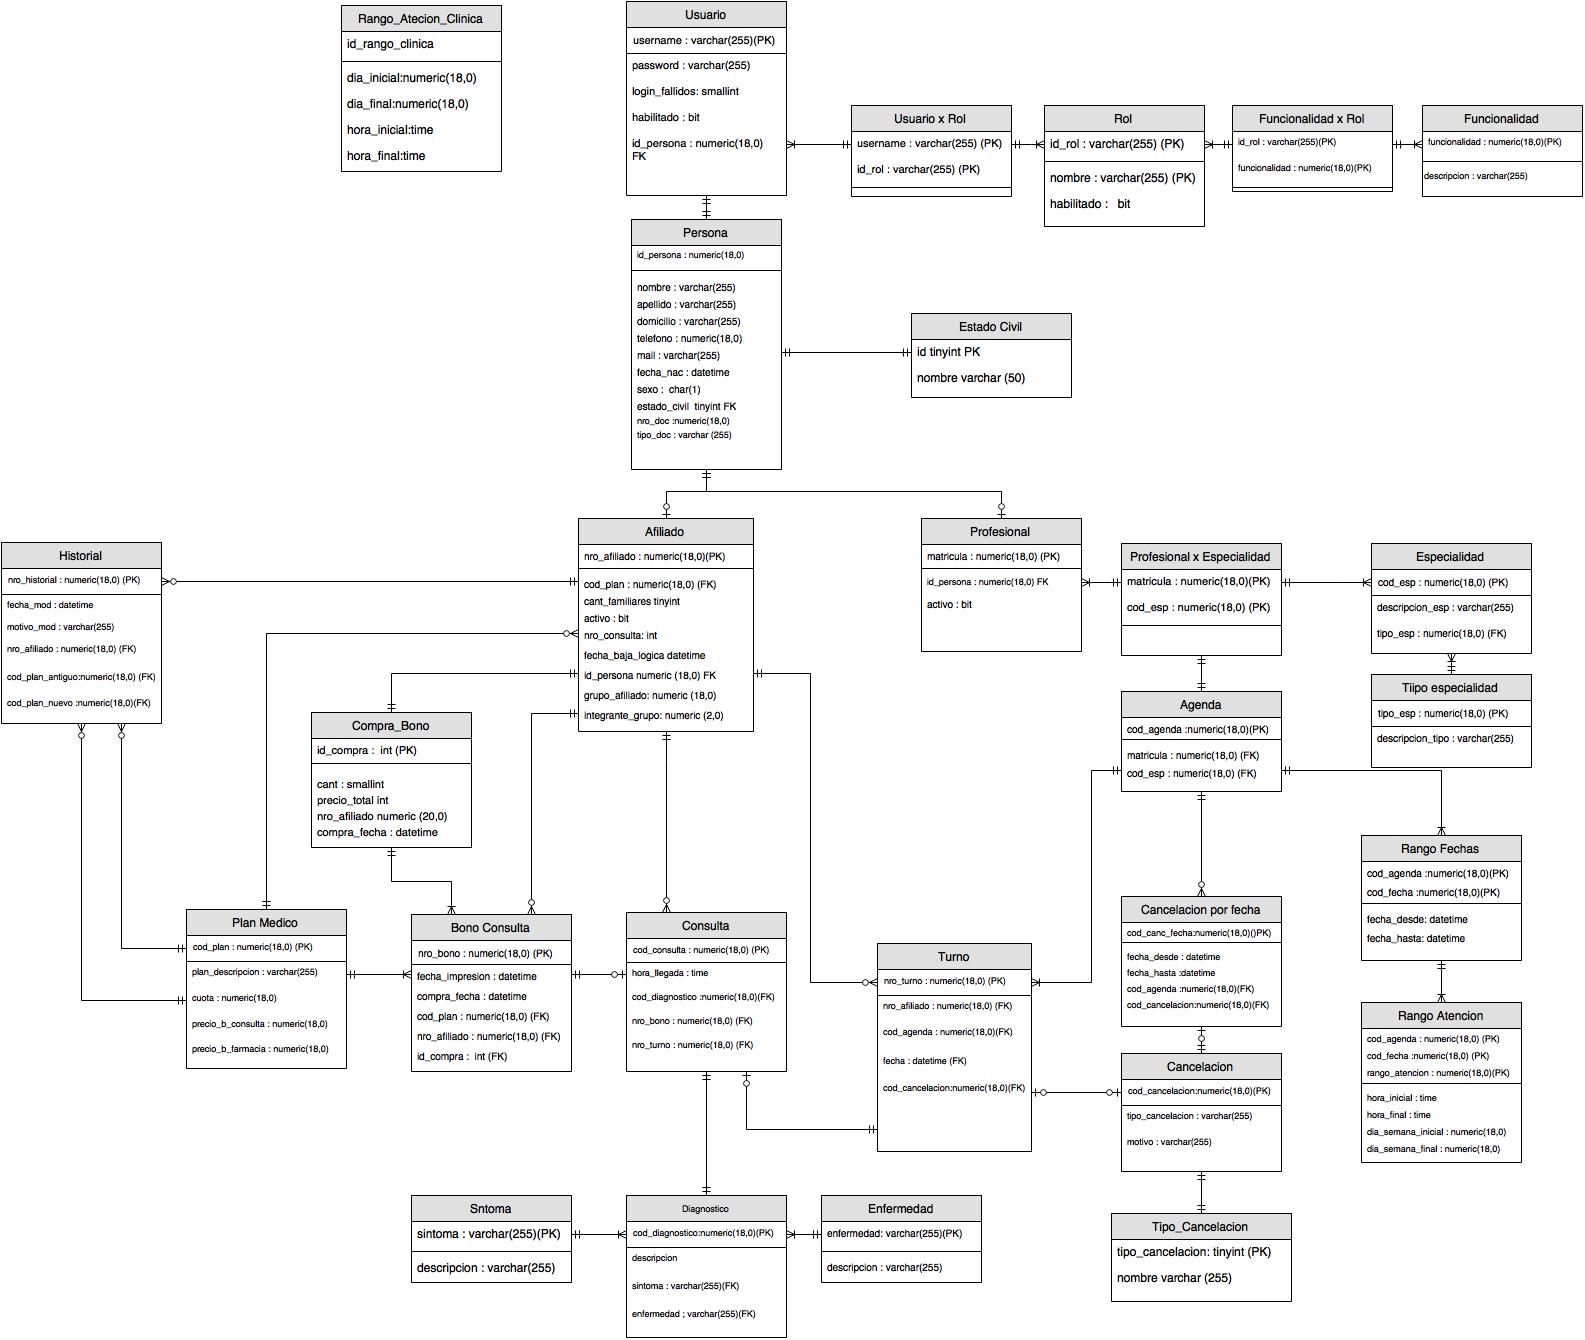 Rango_Atecion_Clinica
id_rango_clinica
dia_inicial:numeric(18,0)
dia_final:numeric(18,0)
hora_inicial:time
hora_final:time
Usuario
username : varchar(255)(PK)
password : varchar(255)
login_fallidos: smallint
habilitado : bit
id_persona : numeric(18,0)
FK
Usuario x Rol
username : varchar(255) (PK)
id_rol : varchar(255) (PK)
Rol
id_rol : varchar(255) (PK)
nombre : varchar(255) (PK)
habilitado :   bit
Funcionalidad x Rol
id_rol : varchar(255)(PK)
funcionalidad : numeric(18,0)(PK)
Funcionalidad
funcionalidad : numeric(18,0)(PK)
descripcion : varchar(255)
Persona
id_persona : numeric(18,0)
nombre : varchar(255)
apellido : varchar(255)
domicilio : varchar(255)
telefono : numeric(18,0)
mail : varchar(255)
fecha_nac : datetime
sexo :  char(1)
estado_civil  tinyint FK
nro_doc :numeric(18,0)
tipo_doc : varchar (255)
Estado Civil
id tinyint PK
nombre varchar (50)
Historial
nro_historial : numeric(18,0) (PK)
fecha_mod : datetime
motivo_mod : varchar(255)
nro_afiliado : numeric(18,0) (FK)
cod_plan_antiguo:numeric(18,0) (FK)
cod_plan_nuevo :numeric(18,0)(FK)
Afiliado
nro_afiliado : numeric(18,0)(PK)
cod_plan : numeric(18,0) (FK)
cant_familiares tinyint
activo : bit
nro_consulta: int
fecha_baja_logica datetime
id_persona numeric (18,0) FK
grupo_afiliado: numeric (18,0)
integrante_grupo: numeric (2,0)
Profesional
matricula : numeric(18,0) (PK)
id_persona : numeric(18,0) FK
activo : bit
Profesional x Especialidad
matricula : numeric(18,0)(PK)
cod_esp : numeric(18,0) (PK)
Especialidad
cod_esp : numeric(18,0) (PK)
descripcion_esp : varchar(255)
tipo_esp : numeric(18,0) (FK)
Tiipo especialidad
tipo_esp : numeric(18,0) (PK)
descripcion_tipo : varchar(255)
Agenda
cod_agenda :numeric(18,0)(PK)
matricula : numeric(18,0) (FK)
cod_esp : numeric(18,0) (FK)
Compra_Bono
id_compra :  int (PK)
cant : smallint
precio_total int
nro_afiliado numeric (20,0)
compra_fecha : datetime
Rango Fechas
cod_agenda :numeric(18,0)(PK)
cod_fecha :numeric(18,0)(PK)
fecha_desde: datetime
fecha_hasta: datetime
Plan Medico
cod_plan : numeric(18,0) (PK)
plan_descripcion : varchar(255)
cuota : numeric(18,0)
precio_b_consulta : numeric(18,0)
precio_b_farmacia : numeric(18,0)
Bono Consulta
nro_bono : numeric(18,0) (PK)
fecha_impresion : datetime
compra_fecha : datetime
cod_plan : numeric(18,0) (FK)
nro_afiliado : numeric(18,0) (FK)
id_compra :  int (FK)
Consulta
cod_consulta : numeric(18,0) (PK)
hora_llegada : time
cod_diagnostico :numeric(18,0)(FK)
nro_bono : numeric(18,0) (FK)
nro_turno : numeric(18,0) (FK)
Turno
nro_turno : numeric(18,0) (PK)
nro_afiliado : numeric(18,0) (FK)
cod_agenda : numeric(18,0)(FK)
fecha : datetime (FK)
cod_cancelacion:numeric(18,0)(FK)
Cancelacion por fecha
cod_canc_fecha:numeric(18,0)()PK)
fecha_desde : datetime
fecha_hasta :datetime
cod_agenda : numeric(18,0)(FK)
cod_cancelacion:numeric(18,0)(FK)
Rango Atencion
cod_agenda : numeric(18,0) (PK)
cod_fecha :numeric(18,0) (PK)
rango_atencion : numeric(18,0)(PK)
hora_inicial : time
hora_final : time
dia_semana_inicial : numeric(18,0)
dia_semana_final : numeric(18,0)
Cancelacion
cod_cancelacion:numeric(18,0)(PK)
tipo_cancelacion : varchar(255)
motivo : varchar(255)
Sntoma
sintoma : varchar(255)(PK)
descripcion : varchar(255)
Diagnostico
cod_diagnostico:numeric(18,0)(PK)
descripcion
sintoma : varchar(255)(FK)
enfermedad ; varchar(255)(FK)
Enfermedad
enfermedad: varchar(255)(PK)
descripcion : varchar(255)
Tipo_Cancelacion
tipo_cancelacion: tinyint (PK)
nombre varchar (255)